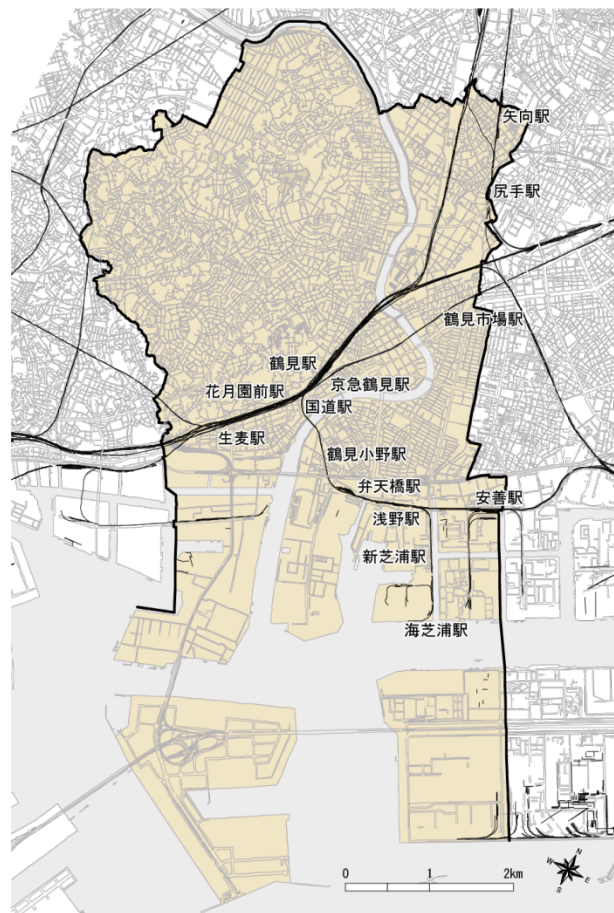 矢向駅
尻手駅
鶴見市場駅
鶴見駅
花月園前駅
京急鶴見駅
国道駅
生麦駅
鶴見小野駅
弁天橋駅
安善駅
浅野駅
新芝浦駅
海芝浦駅
0 1 2km
N
W
E
S